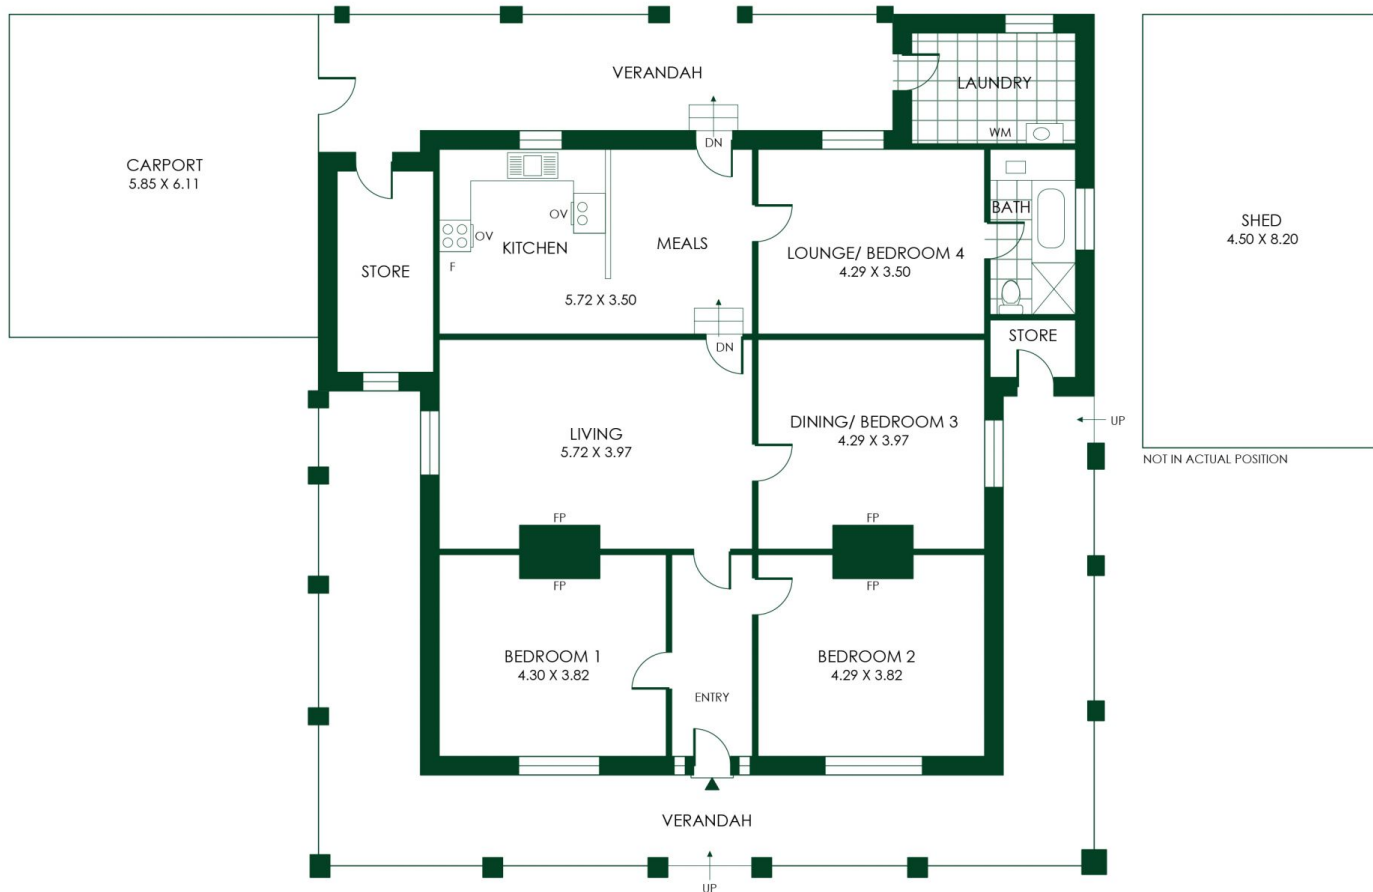 VERANDAH
LAUNDRY
WM
DN
CARPORT
5.85 X 6.11
STORE
OV
OV
KITCHEN
F
MEALS
5.72 X 3.50
LOUNGE/ BEDROOM 4
4.29 X 3.50
BATH
SHED
4.50 X 8.20
NOT IN ACTUAL POSITION
DN
STORE
UP
LIVING
5.72 X 3.97
DINING/ BEDROOM 3
4.29 X 3.97
FP
FP
FP
FP
BEDROOM 1
4.30 X 3.82
ENTRY
BEDROOM 2
4.29 X 3.82
VERANDAH
UP